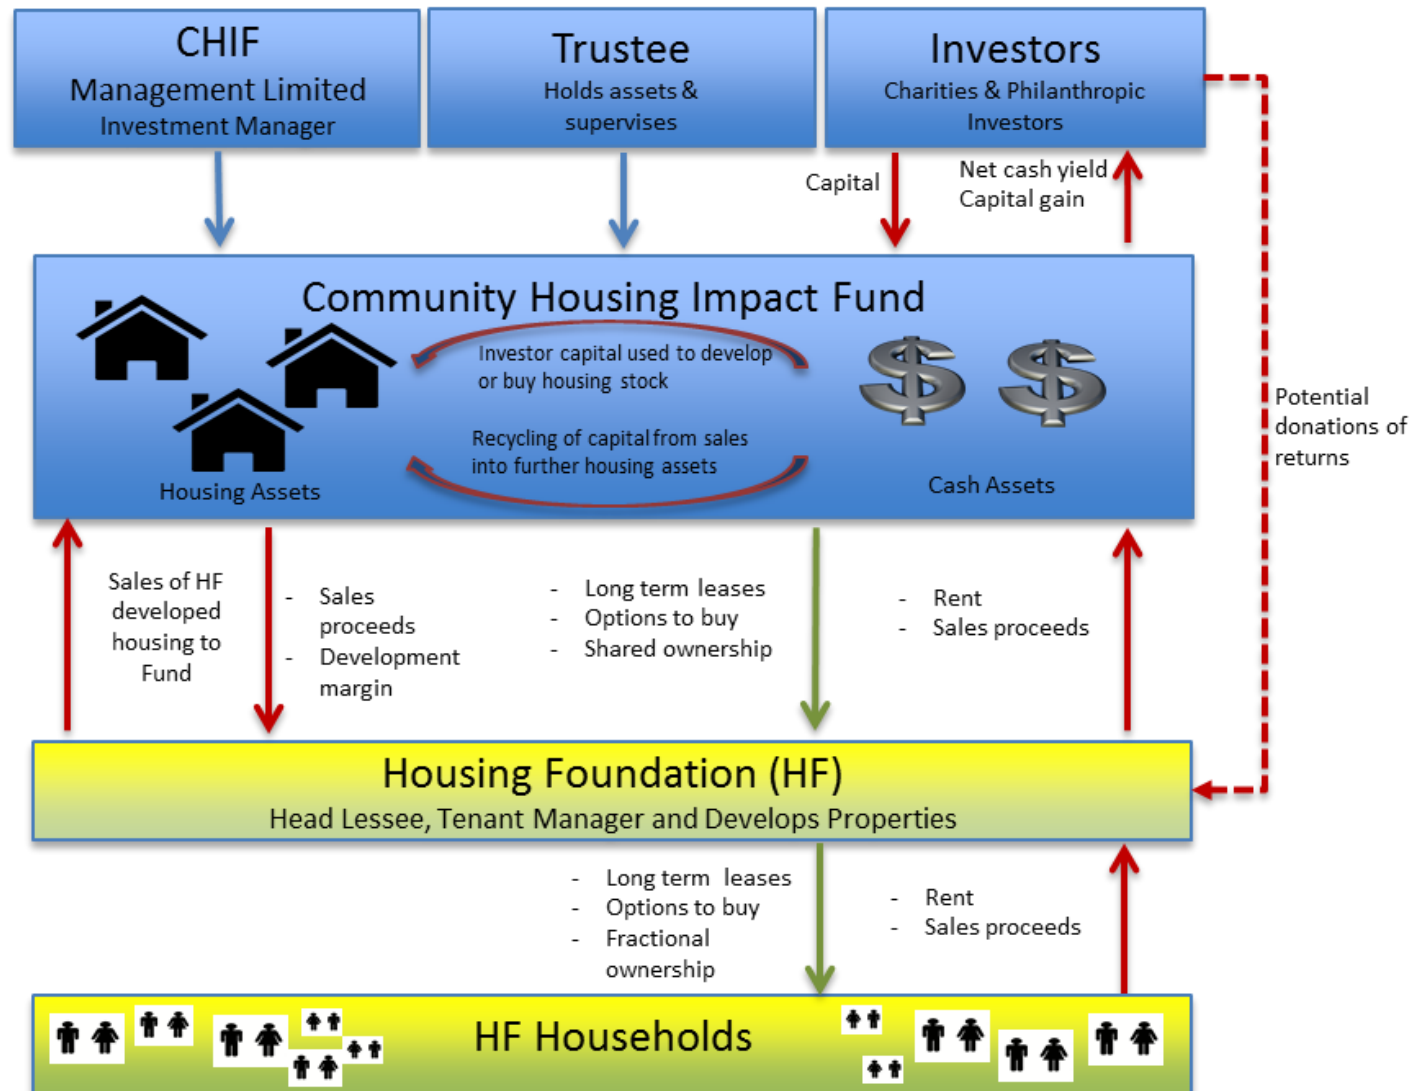 CHIF
Management Limited
Investment Manager
Trustee
Holds assets &
supervises
Investors
Charities & Philanthropic
Investors
Capital
Net cash yield
Capital gain
Community Housing Impact Fund
Investor capital used to develop
or buy housing stock
Recycling of capital from sales
into further housing assets
Housing Assets
Cash Assets
Potential
donations of
returns
Sales of HF
developed
housing to
Fund
- Sales
proceeds
- Development
margin
- Long term leases
- Options to buy
- Shared ownership
- Rent
- Sales proceeds
Housing Foundation (HF)
Head Lessee, Tenant Manager and Develops Properties
- Long term leases
- Options to buy
- Fractional
ownership
- Rent
- Sales proceeds
HF Households